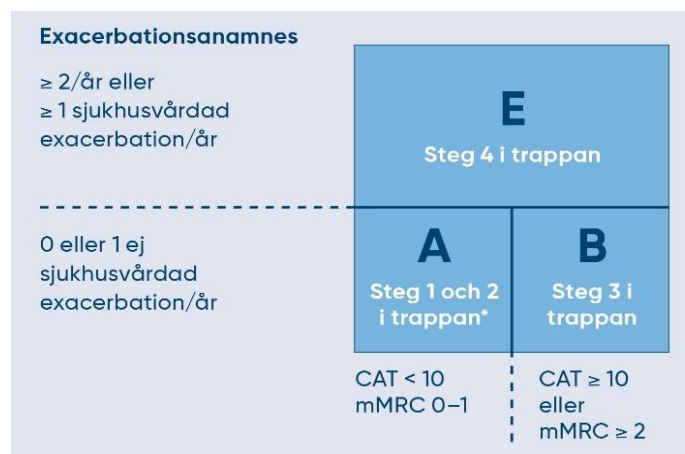 Exacerbationsanamnes
≥ 2/år eller
≥ 1 sjukhusvårdad
exacerbation/år
E
Steg 4 i trappan
0 eller 1 ej
sjukhusvårdad
exacerbation/år
A
Steg 1 och 2
i trappan*
B
Steg 3 i
trappan
CAT < 10
mMRC 0–1
CAT ≥ 10
eller
mMRC ≥ 2